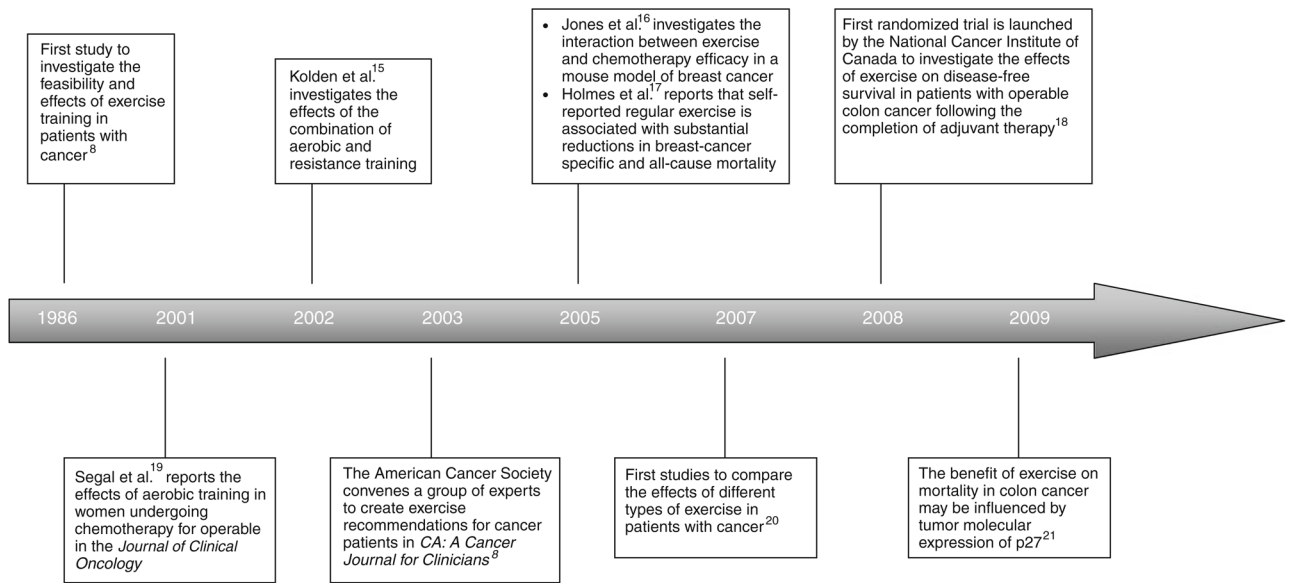 First study to
investigate the
feasibility and
effects of exercise
training in
patients with
cancer8
Kolden et al.15
investigates the
effects of the
combination of
aerobic and
resistance training
• Jones et al.16 investigates the
interaction between exercise
and chemotherapy efficacy in a
mouse model of breast cancer
• Holmes et al.17 reports that self-
reported regular exercise is
associated with substantial
reductions in breast-cancer
specific and all-cause mortality
First randomized trial is launched
by the National Cancer Institute of
Canada to investigate the effects
of exercise on disease-free
survival in patients with operable
colon cancer following the
completion of adjuvant therapy18
1986 2001 2002 2003 2005 2007 2008 2009
Segal et al.19 reports the
effects of aerobic training in
women undergoing
chemotherapy for operable
in the Journal of Clinical
Oncology
The American Cancer Society
convenes a group of experts
to create exercise
recommendations for cancer
patients in CA: A Cancer
Journal for Clinicians8
First studies to compare
the effects of different
types of exercise in
patients with cancer20
The benefit of exercise on
mortality in colon cancer
may be influenced by
tumor molecular
expression of p2721